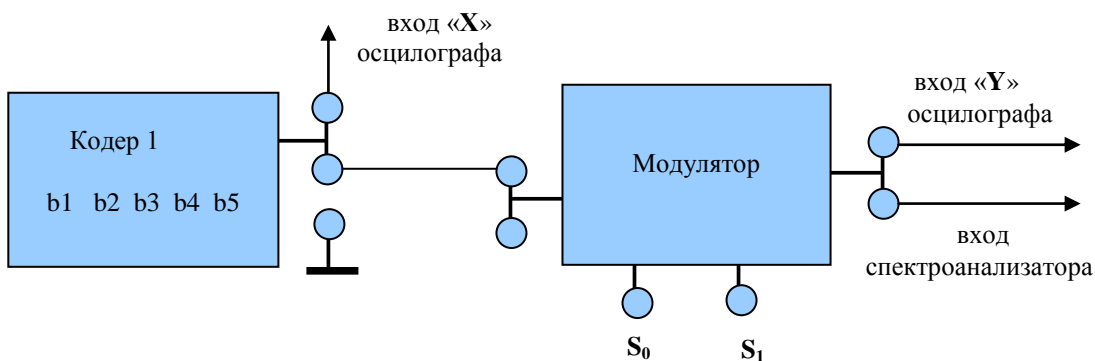 вход «X»
осцилографа
Кодер 1
b1 b2 b3 b4 b5
Модулятор
вход «Y»
осцилографа
вход
спектроанализатора
S₀ S₁